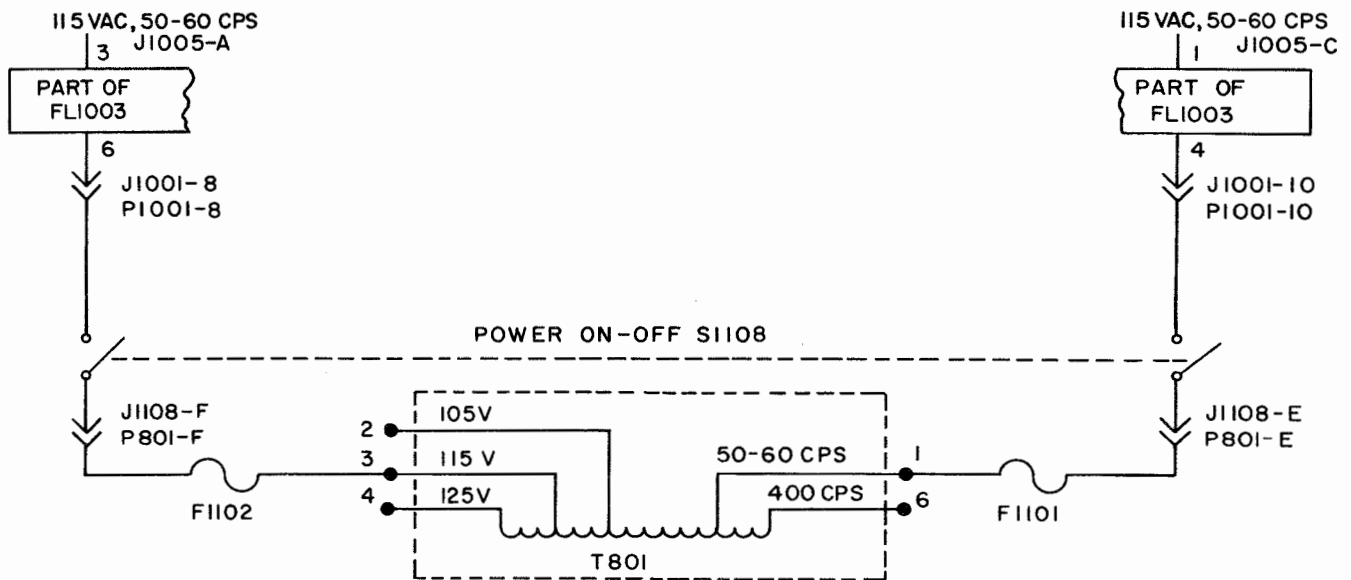 115 VAC, 50-60 CPS
3 J1005-A
PART OF
FL1003
6
J1001-8
P1001-8
115 VAC, 50-60 CPS
1 J1005-C
PART OF
FL1003
4
J1001-10
P1001-10
POWER ON-OFF S1108
J1108-F
P801-F
J1108-E
P801-E
2 105V
3 115 V
4 125V
50-60 CPS 1
400 CPS 6
F1102
F1101
T801